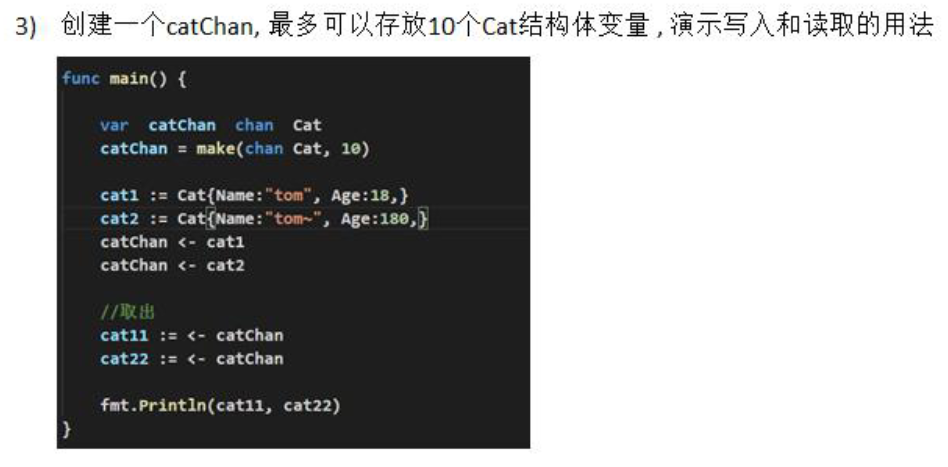 3) 创建一个catChan, 最多可以存放10个Cat结构体变量 , 演示写入和读取的用法
func main() {
var catChan chan Cat
catChan = make(chan Cat, 10)
cat1 := Cat{Name:"tom", Age:18,}
cat2 := Cat{Name:"tom~", Age:180,}
catChan <- cat1
catChan <- cat2
//取出
cat11 := <- catChan
cat22 := <- catChan
fmt.Println(cat11, cat22)
}